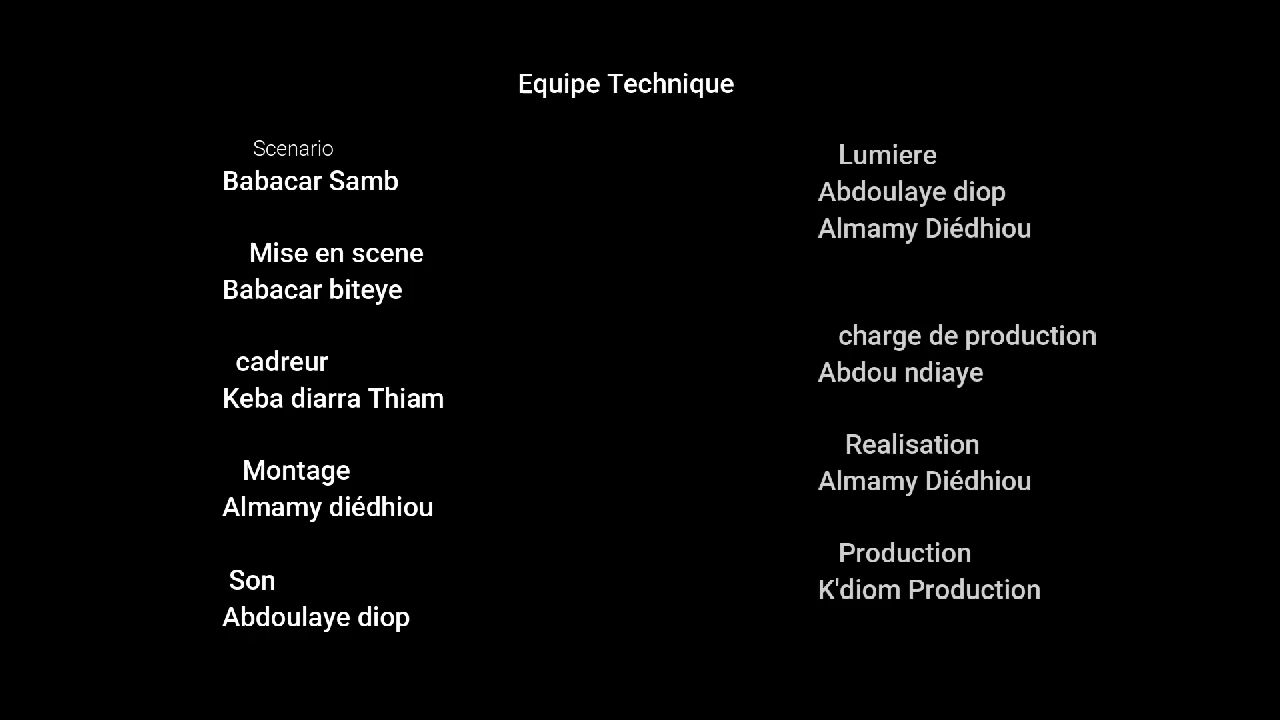 Equipe Technique
Scenario
Babacar Samb
Mise en scene
Babacar biteye
cadreur
Keba diarra Thiam
Montage
Almamy diédhiou
Son
Abdoulaye diop
Lumiere
Abdoulaye diop
Almamy Diédhiou
charge de production
Abdou ndiaye
Realisation
Almamy Diédhiou
Production
K'diom Production